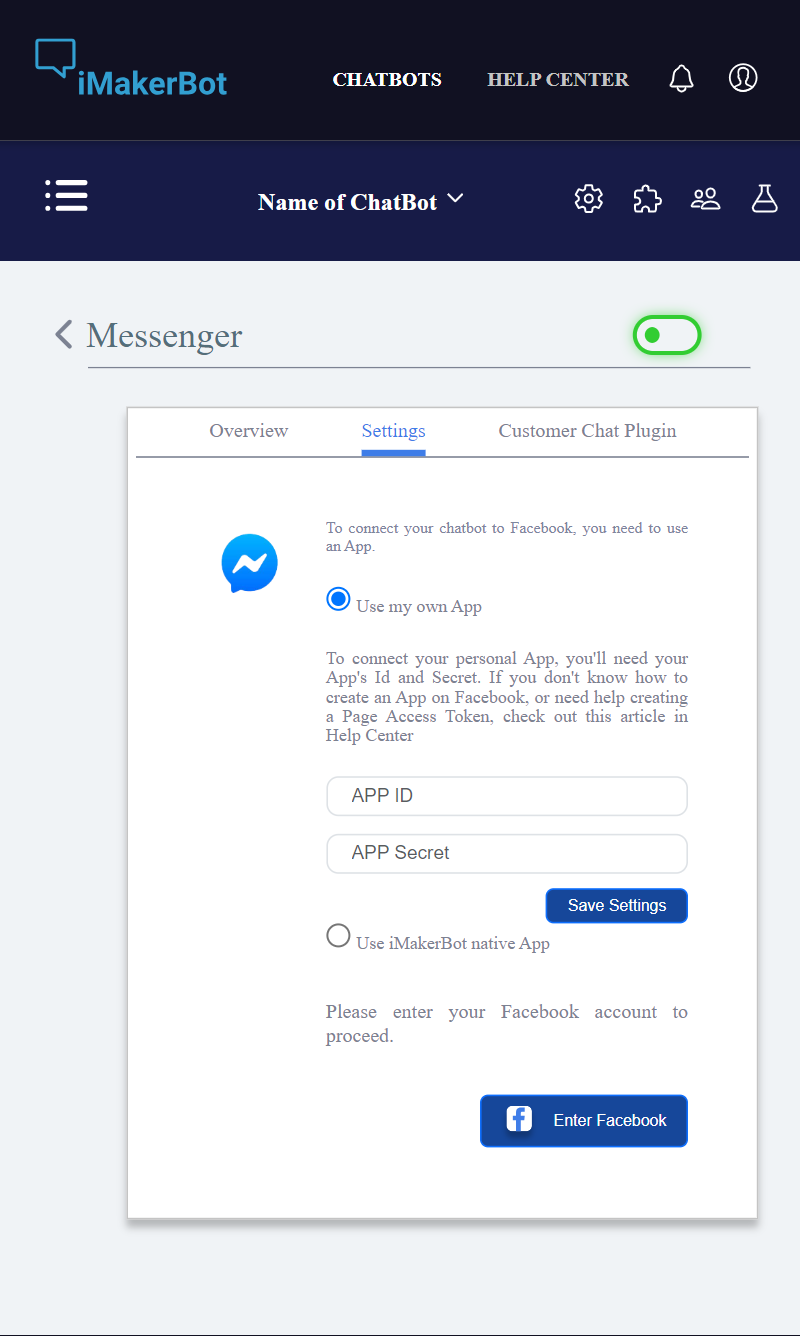 iMakerBot
CHATBOTS
HELP CENTER
Name of ChatBot
Messenger
Overview
Settings
Customer Chat Plugin
To connect your chatbot to Facebook, you need to use
an App.
Use my own App
To connect your personal App, you'll need your
App's Id and Secret. If you don't know how to
create an App on Facebook, or need help creating
a Page Access Token, check out this article in
Help Center
APP ID
APP Secret
Save Settings
Use iMakerBot native App
Please enter your Facebook account to
proceed.
Enter Facebook